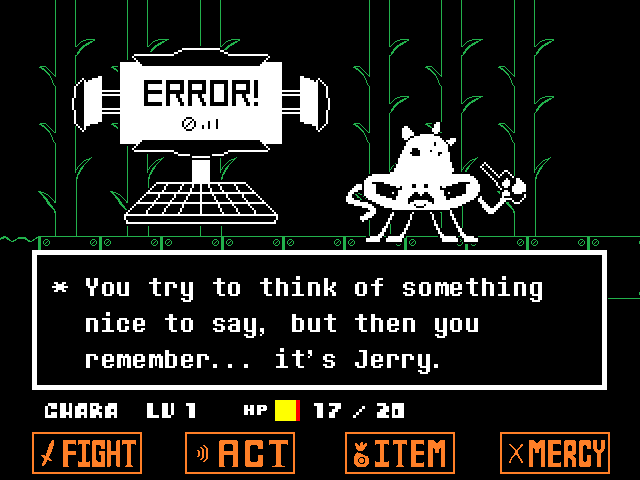 ERROR!
* You try to think of something
nice to say, but then you
remember... it's Jerry.
CHARA LV 1 HP 17 / 20
FIGHT ACT ITEM MERCY